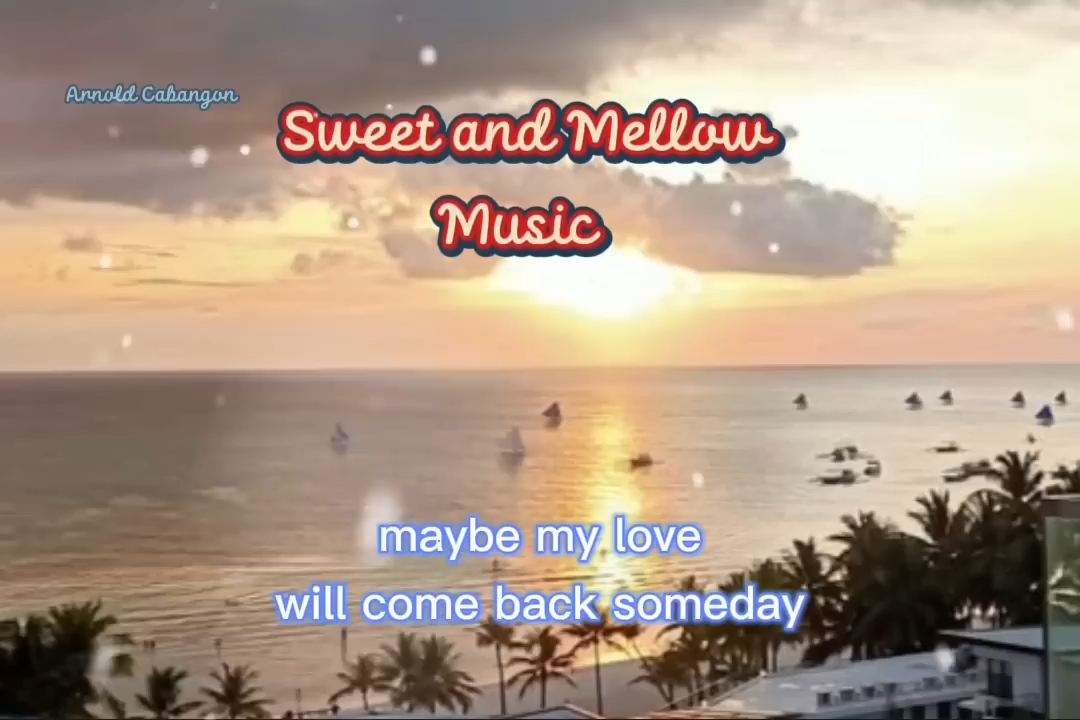 Arnold Cabangon
Sweet and Mellow
Music
maybe my love
will come back someday